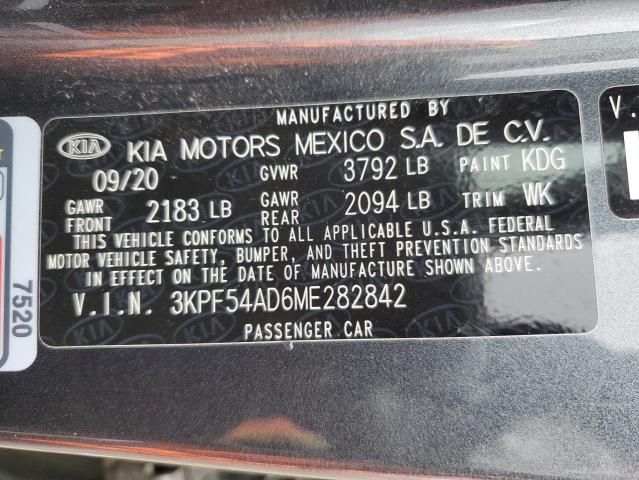 MANUFACTURED BY
KIA KIA MOTORS MEXICO S.A. DE C.V.
09/20 GVWR 3792 LB PAINT KDG
GAWR FRONT 2183 LB GAWR REAR 2094 LB TRIM WK
THIS VEHICLE CONFORMS TO ALL APPLICABLE U.S.A. FEDERAL
MOTOR VEHICLE SAFETY, BUMPER, AND THEFT PREVENTION STANDARDS
IN EFFECT ON THE DATE OF MANUFACTURE SHOWN ABOVE.
V.I.N. 3KPF54AD6ME282842
PASSENGER CAR
7520
V.